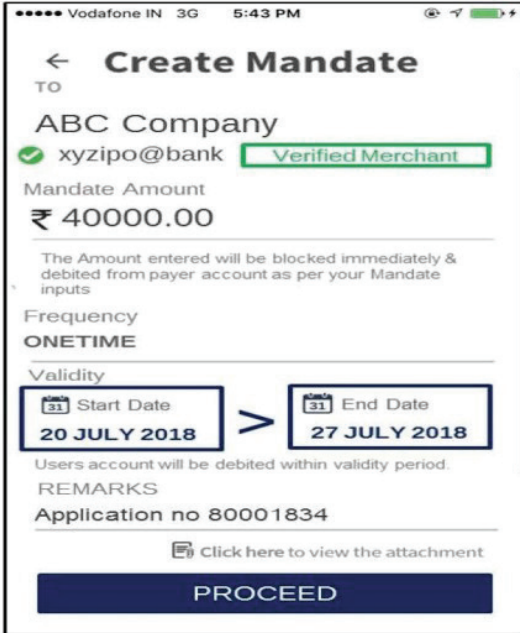 Vodafone IN 3G 5:43 PM
Create Mandate
TO
ABC Company
xyzipo@bank Verified Merchant
Mandate Amount
₹ 40000.00
The Amount entered will be blocked immediately &
debited from payer account as per your Mandate
inputs
Frequency
ONETIME
Validity
31 Start Date > 31 End Date
20 JULY 2018 27 JULY 2018
Users account will be debited within validity period.
REMARKS
Application no 80001834
Click here to view the attachment
PROCEED